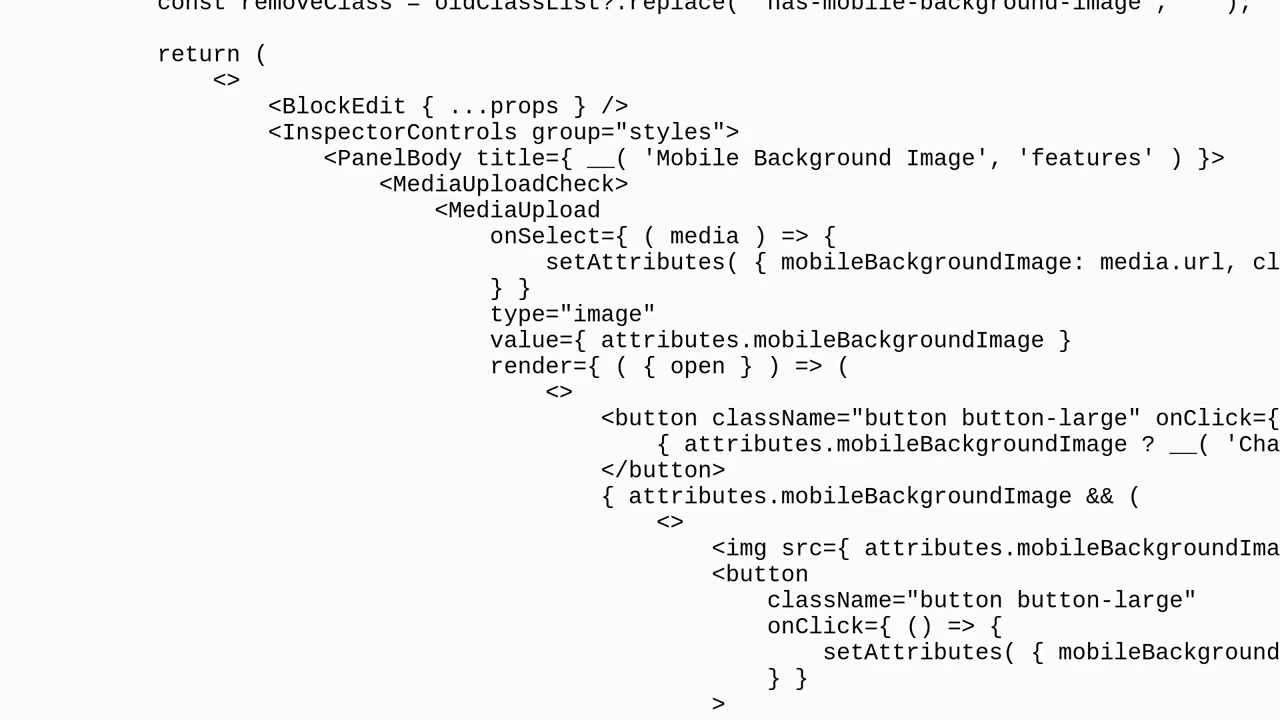 const removeClass = oldClassList?.replace( 'has-mobile-background-image', '' );
return (
<>
<BlockEdit { ...props } />
<InspectorControls group="styles">
<PanelBody title={ __( 'Mobile Background Image', 'features' ) }>
<MediaUploadCheck>
<MediaUpload
onSelect={ ( media ) => {
setAttributes( { mobileBackgroundImage: media.url, cl
} }
type="image"
value={ attributes.mobileBackgroundImage }
render={ ( { open } ) => (
<>
<button className="button button-large" onClick={
{ attributes.mobileBackgroundImage ? __( 'Cha
</button>
{ attributes.mobileBackgroundImage && (
<>
<img src={ attributes.mobileBackgroundIma
<button
className="button button-large"
onClick={ () => {
setAttributes( { mobileBackground
} }
>